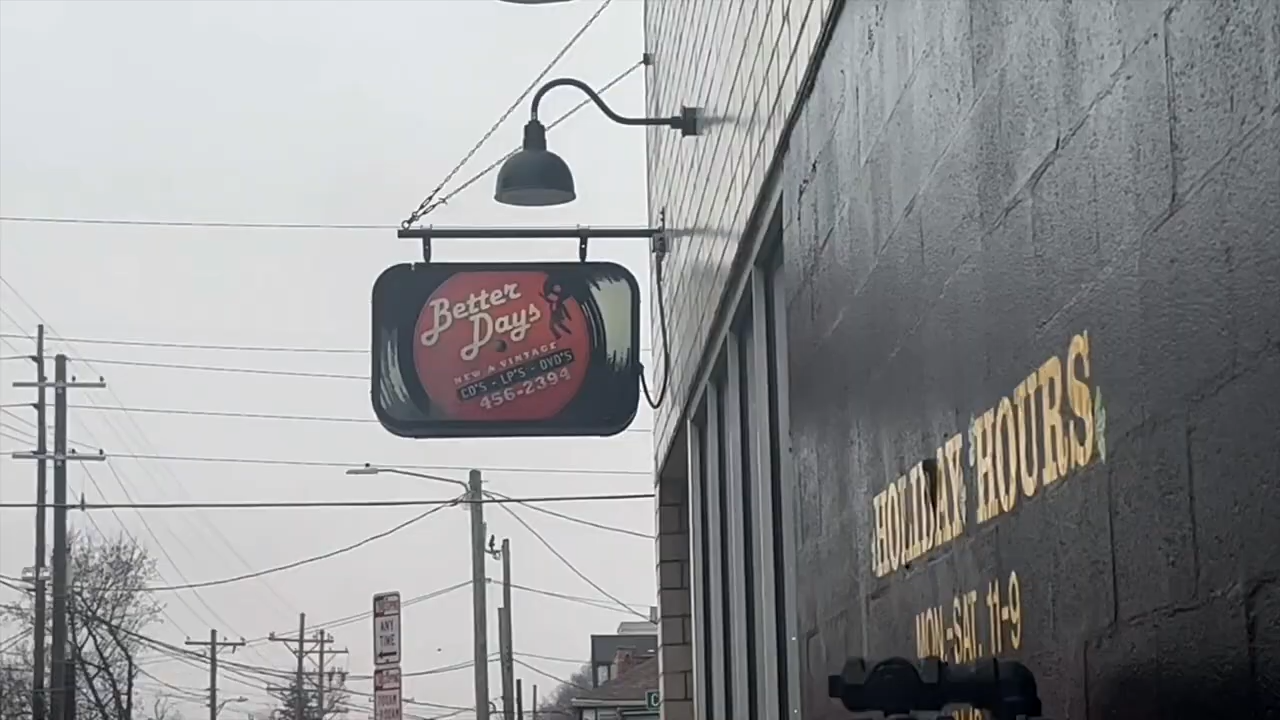 Better
Days
NEW & VINTAGE
CD'S - LP'S - DVD'S
456-2394
HOLIDAY HOURS
MON.-SAT. 11-9
ANY
TIME